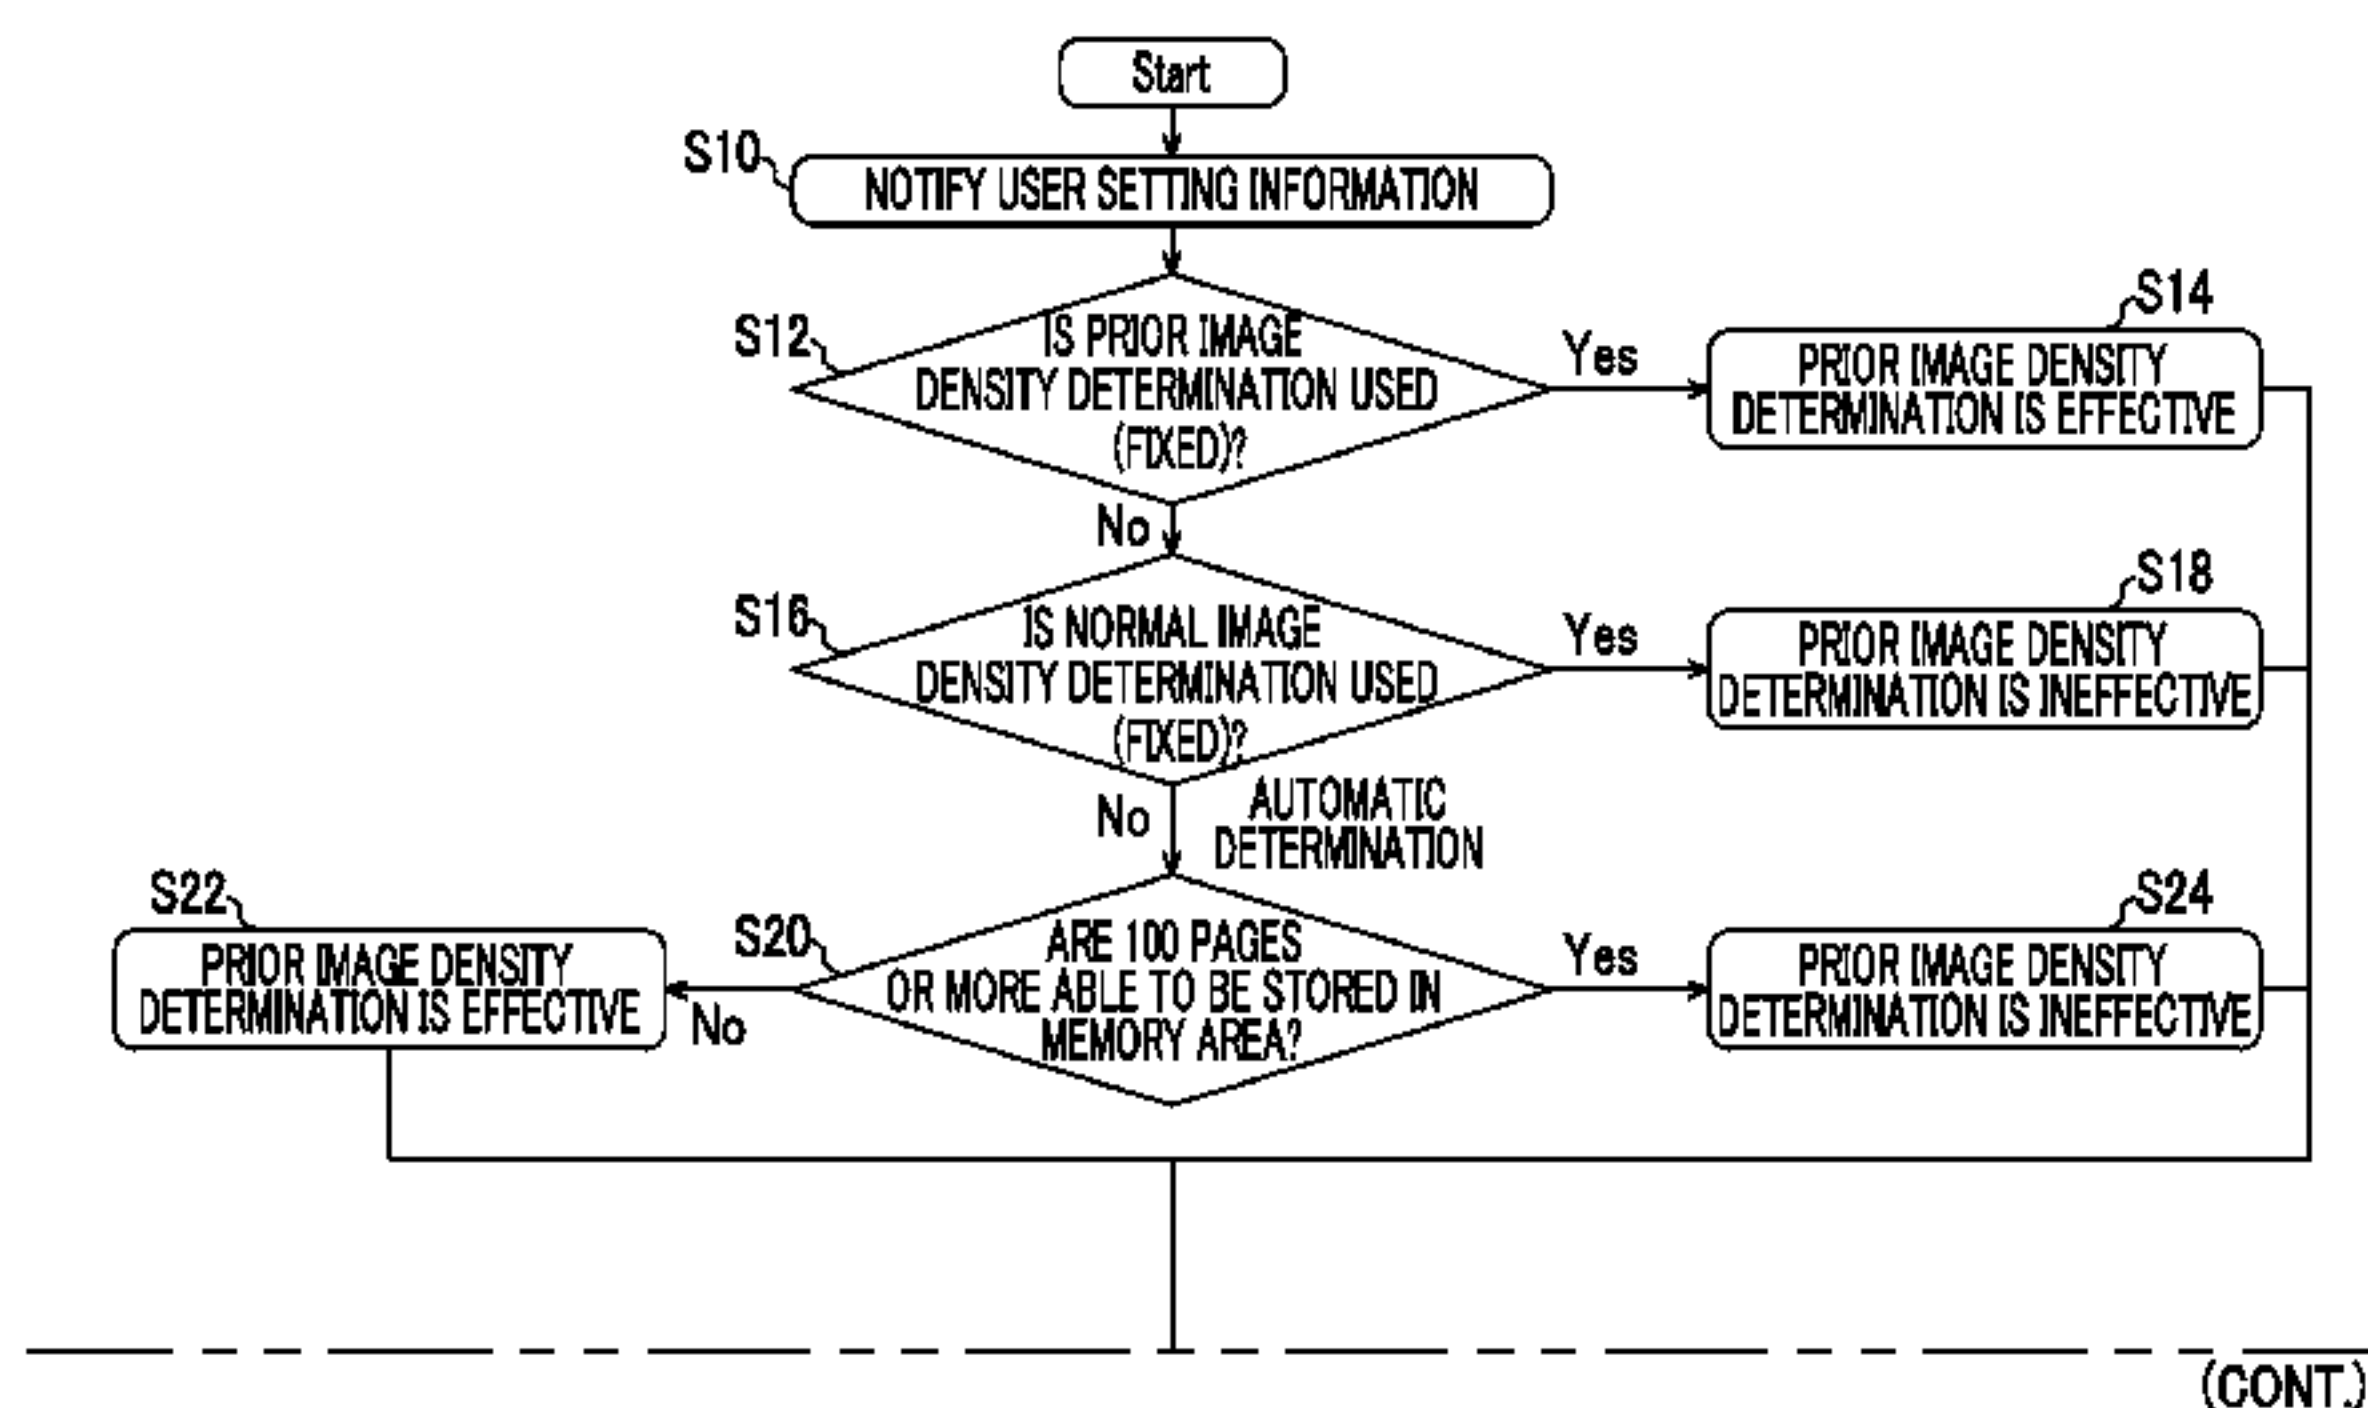 Start
S10
NOTIFY USER SETTING INFORMATION
S12
IS PRIOR IMAGE
DENSITY DETERMINATION USED
(FIXED)?
Yes
S14
PRIOR IMAGE DENSITY
DETERMINATION IS EFFECTIVE
No
S16
IS NORMAL IMAGE
DENSITY DETERMINATION USED
(FIXED)?
Yes
S18
PRIOR IMAGE DENSITY
DETERMINATION IS INEFFECTIVE
No
AUTOMATIC
DETERMINATION
S20
ARE 100 PAGES
OR MORE ABLE TO BE STORED IN
MEMORY AREA?
No
S22
PRIOR IMAGE DENSITY
DETERMINATION IS EFFECTIVE
Yes
S24
PRIOR IMAGE DENSITY
DETERMINATION IS INEFFECTIVE
(CONT.)